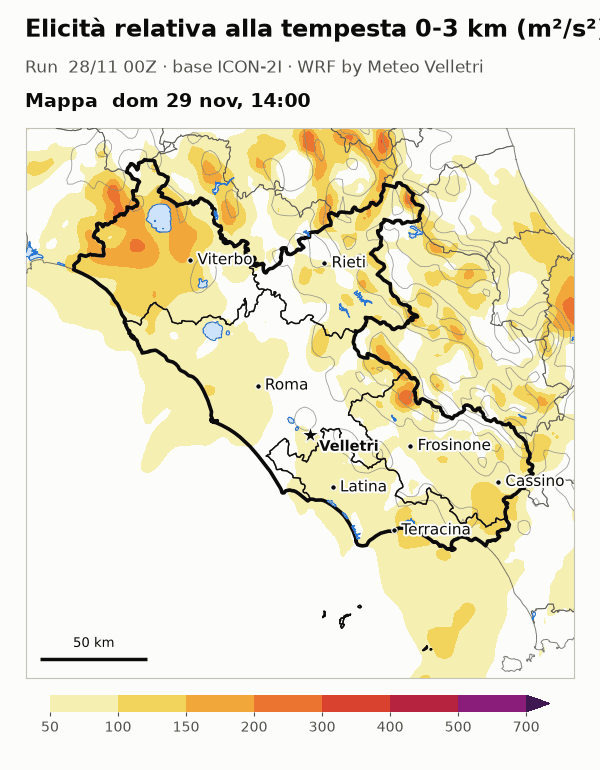 Elicità relativa alla tempesta 0-3 km (m²/s²)
Run 28/11 00Z · base ICON-2I · WRF by Meteo Velletri
Mappa dom 29 nov, 14:00
Viterbo
Rieti
Roma
Velletri
Frosinone
Cassino
Latina
Terracina
50 km
50 100 150 200 300 400 500 700